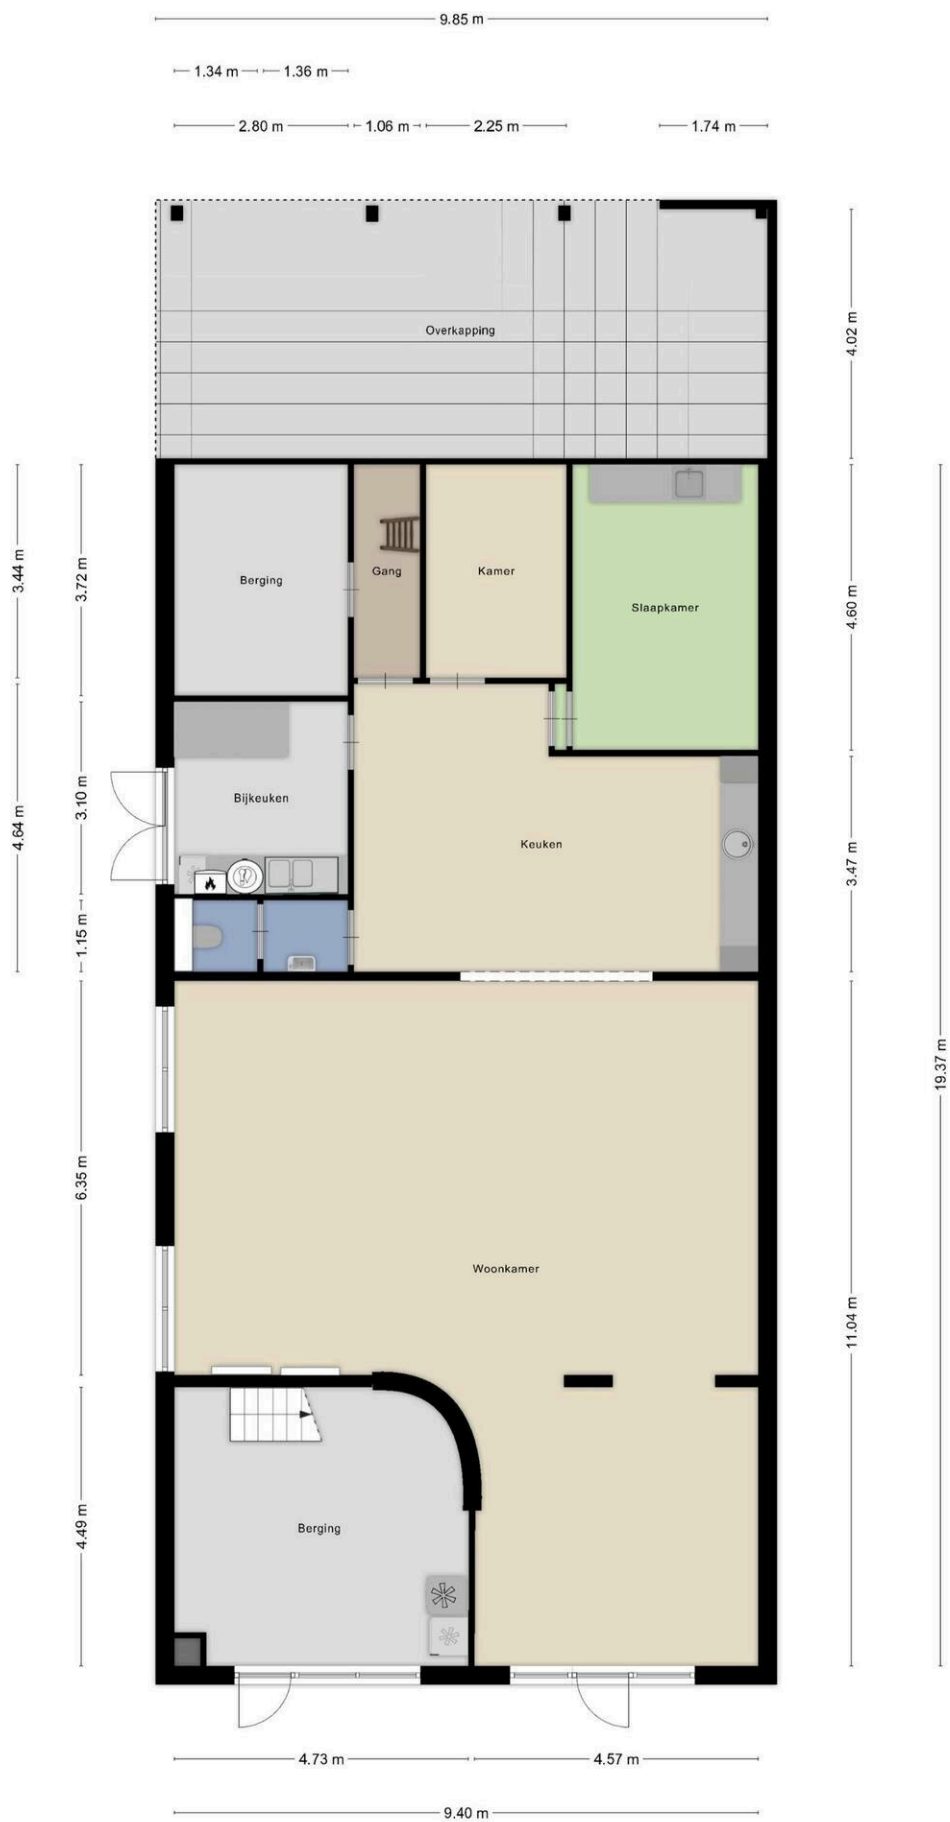 9.85 m
1.34 m
1.36 m
2.80 m
1.06 m
2.25 m
1.74 m
Overkapping
4.02 m
3.44 m
3.72 m
Berging
Gang
Kamer
Slaapkamer
4.60 m
4.64 m
3.10 m
Bijkeuken
Keuken
3.47 m
1.15 m
19.37 m
6.35 m
Woonkamer
11.04 m
4.49 m
Berging
4.73 m
4.57 m
9.40 m